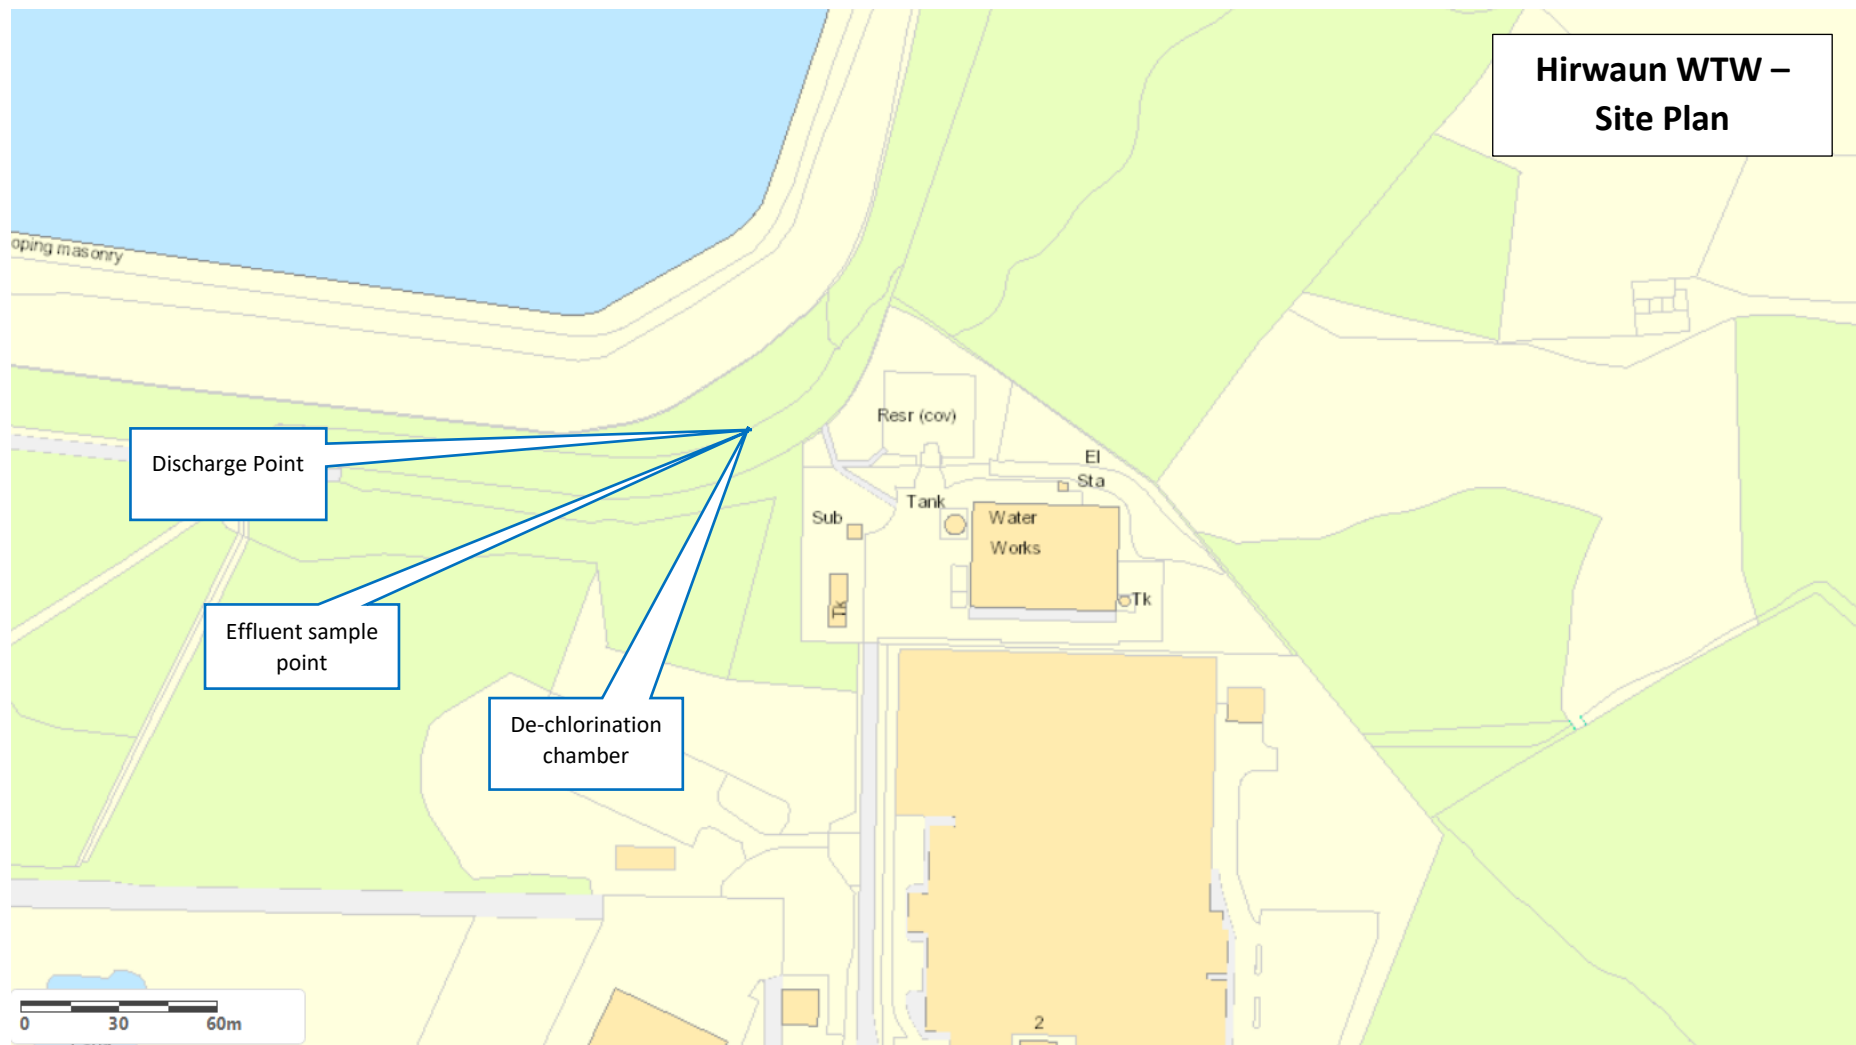 Hirwaun WTW –
Site Plan
oping masonry
Resr (cov)
Discharge Point
El
Sta
Tank
Sub
Water
Works
Tk
Tk
Effluent sample
point
De-chlorination
chamber
0 30 60m
2